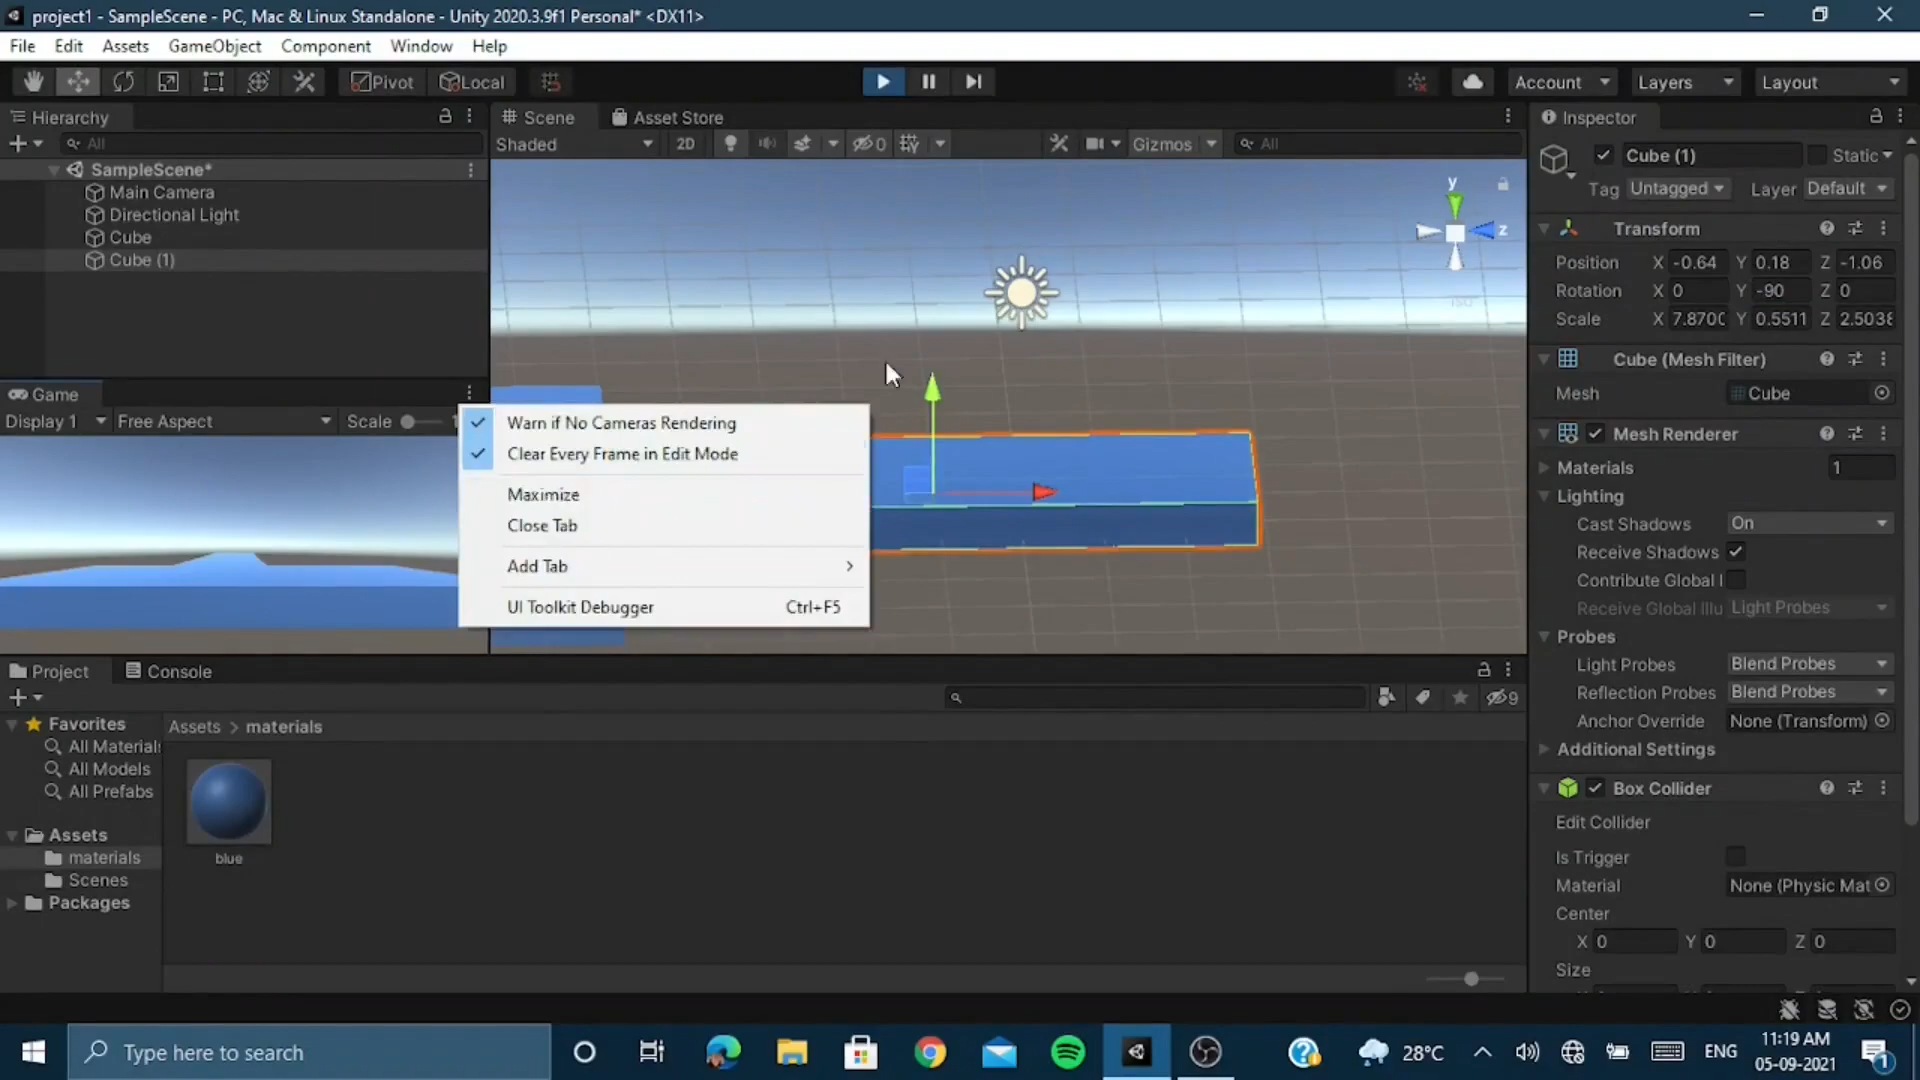 project1 - SampleScene - PC, Mac & Linux Standalone - Unity 2020.3.9f1 Personal* <DX11>
File Edit Assets GameObject Component Window Help
Pivot Local Account Layers Layout
Hierarchy
All
SampleScene*
Main Camera
Directional Light
Cube
Cube (1)
Scene Asset Store
Shaded 2D 0 Gizmos All
y
z
Game
Display 1 Free Aspect Scale 1
Warn if No Cameras Rendering
Clear Every Frame in Edit Mode
Maximize
Close Tab
Add Tab
UI Toolkit Debugger Ctrl+F5
Inspector
Cube (1) Static
Tag Untagged Layer Default
Transform
Position X -0.64 Y 0.18 Z -1.06
Rotation X 0 Y -90 Z 0
Scale X 7.870( Y 0.5511 Z 2.5038
Cube (Mesh Filter)
Mesh Cube
Mesh Renderer
Materials 1
Lighting
Cast Shadows On
Receive Shadows
Contribute Global I
Receive Global Illu Light Probes
Probes
Light Probes Blend Probes
Reflection Probes Blend Probes
Anchor Override None (Transform)
Additional Settings
Box Collider
Edit Collider
Is Trigger
Material None (Physic Mat
Center
X 0 Y 0 Z 0
Size
Project Console
9
Favorites
All Materials
All Models
All Prefabs
Assets
materials
Scenes
Packages
Assets > materials
blue
Type here to search
28°C
ENG
11:19 AM
05-09-2021
1